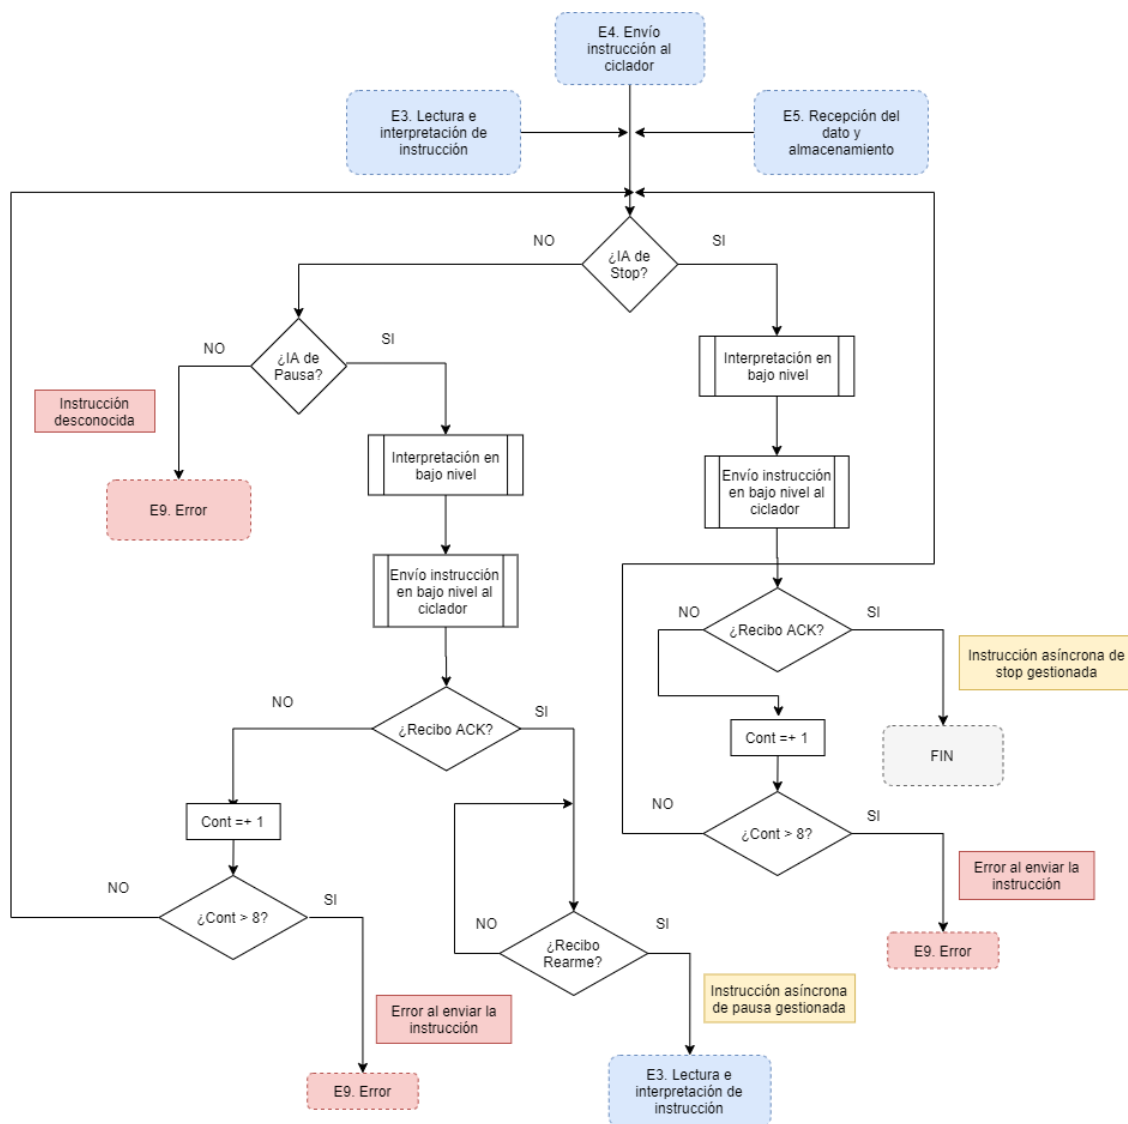 E4. Envío
instrucción al
ciclador
E3. Lectura e
interpretación de
instrucción
E5. Recepción del
dato y
almacenamiento
NO
SI
¿IA de
Stop?
NO
SI
¿IA de
Pausa?
Interpretación en
bajo nivel
Instrucción
desconocida
Interpretación en
bajo nivel
Envío instrucción
en bajo nivel al
ciclador
E9. Error
Envío instrucción
en bajo nivel al
ciclador
NO
SI
¿Recibo ACK?
Instrucción asíncrona de
stop gestionada
NO
SI
¿Recibo ACK?
Cont =+ 1
FIN
NO
SI
¿Cont > 8?
Cont =+ 1
Error al enviar la
instrucción
NO
SI
¿Cont > 8?
NO
SI
¿Recibo
Rearme?
E9. Error
Error al enviar la
instrucción
Instrucción asíncrona
de pausa gestionada
E9. Error
E3. Lectura e
interpretación de
instrucción